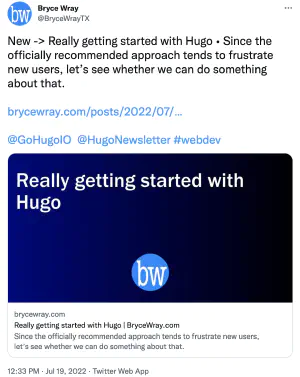 bw
Bryce Wray
@BryceWrayTX
New -> Really getting started with Hugo • Since the
officially recommended approach tends to frustrate
new users, let's see whether we can do something
about that.
brycewray.com/posts/2022/07/...
@GoHugoIO @HugoNewsletter #webdev
Really getting started with
Hugo
bw
brycewray.com
Really getting started with Hugo | BryceWray.com
Since the officially recommended approach tends to frustrate new users,
let's see whether we can do something about that.
12:33 PM · Jul 19, 2022 · Twitter Web App